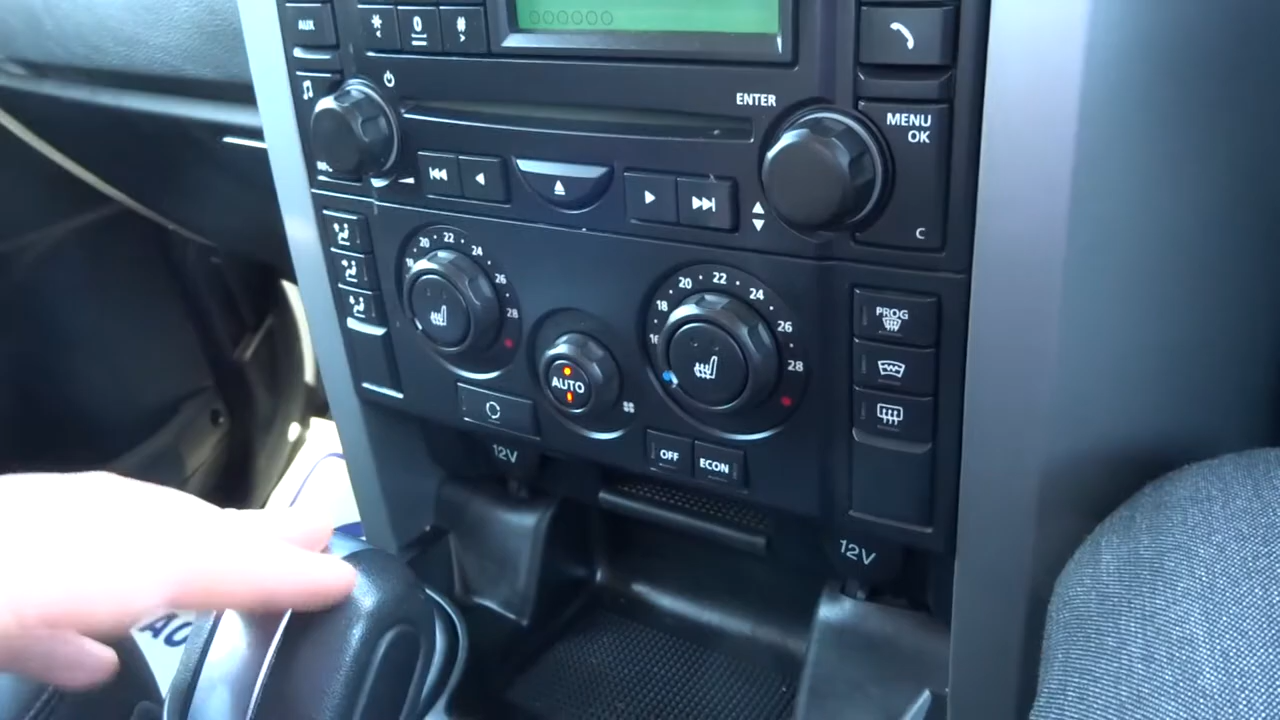 AUX
*
0
#
ENTER
MENU
OK
C
20 22 24 26 28
18 20 22 24 26 28
PROG
AUTO
OFF
ECON
12V
12V